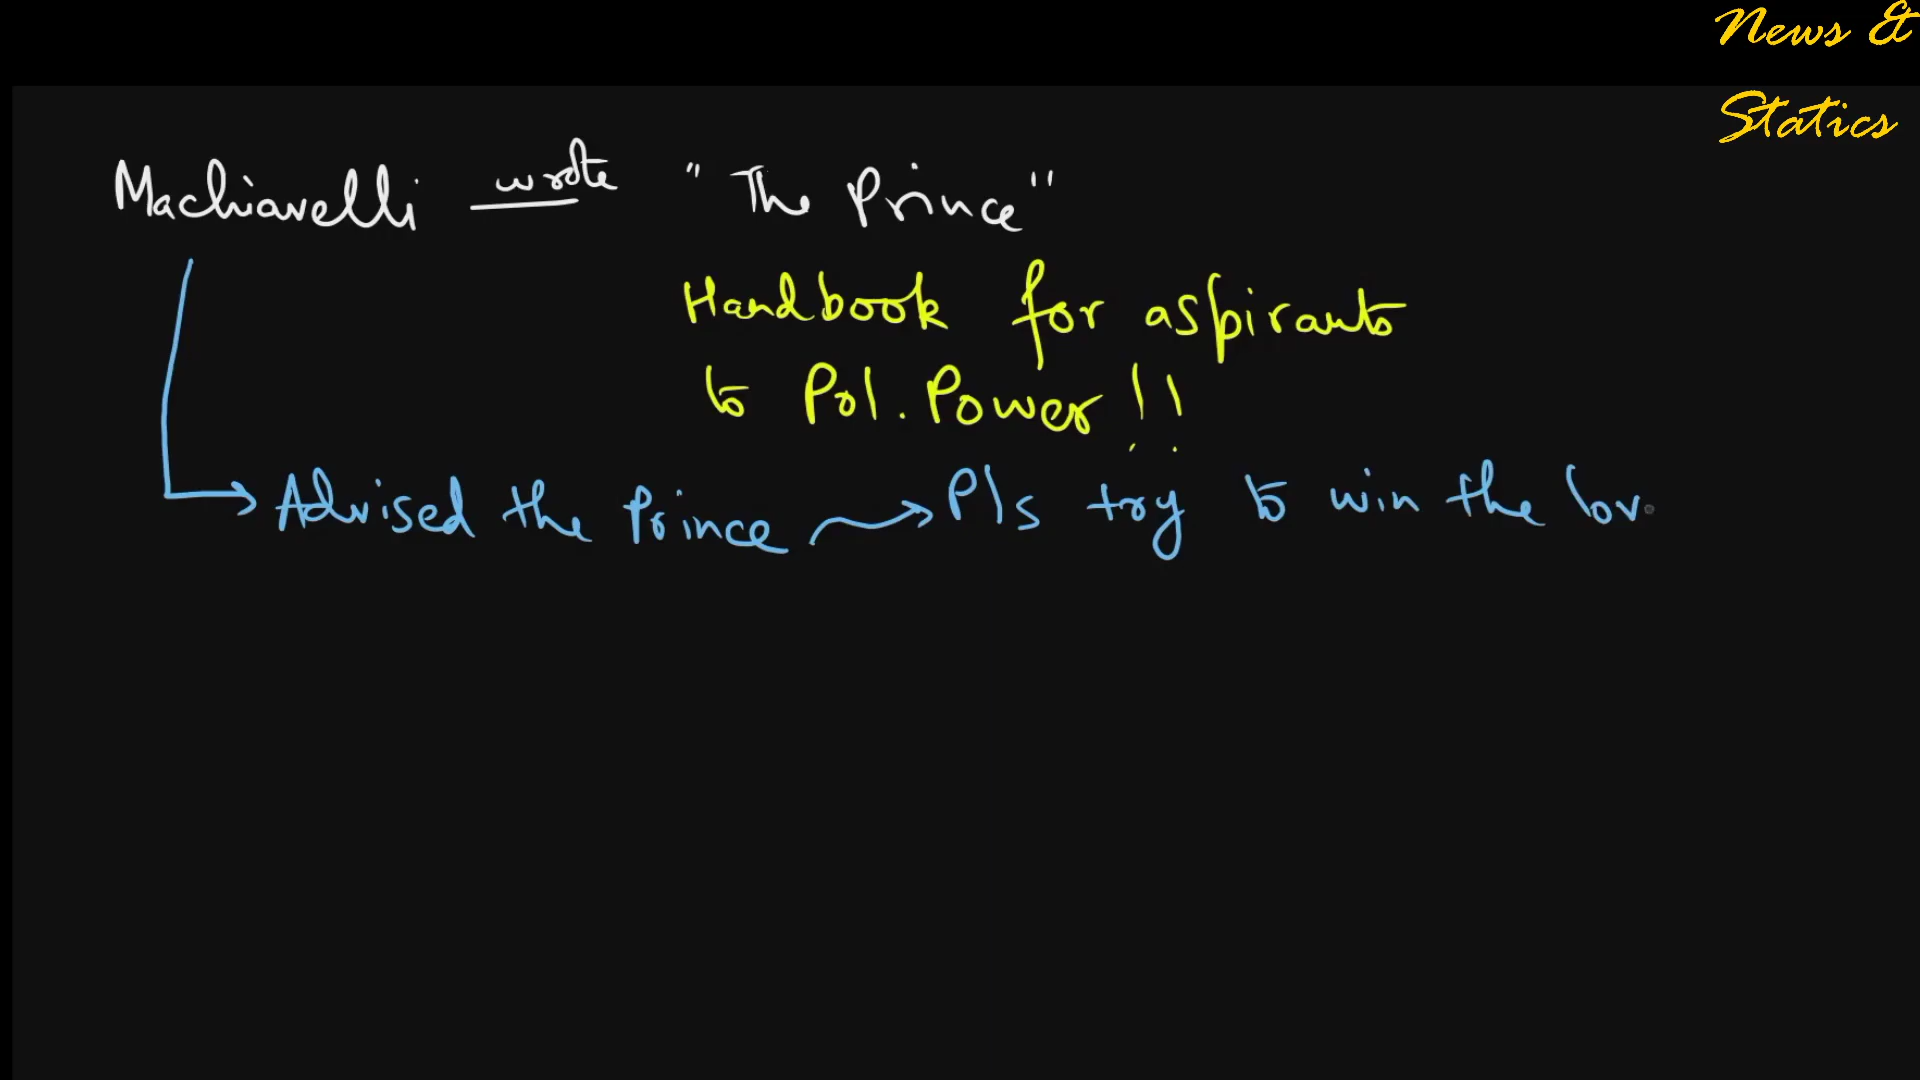 News &
Statics
Machiavelli wrote "The Prince"
Handbook for aspirants
to Pol. Power!!
Advised the Prince → Pls try to win the lov